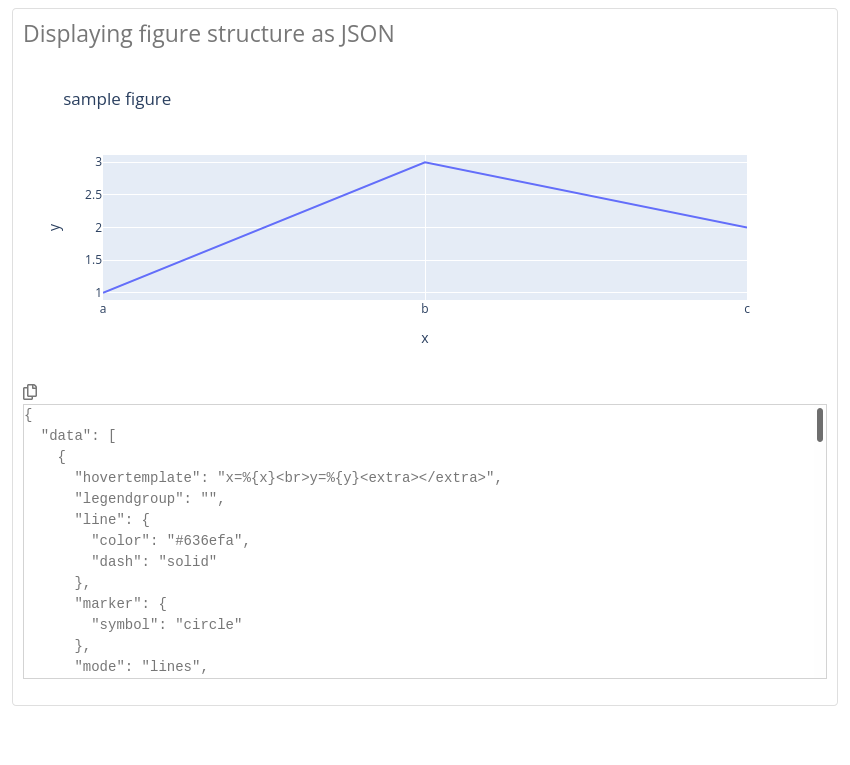 Displaying figure structure as JSON
sample figure
3
2.5
2
1.5
1
y
a b c
x
{
  "data": [
    {
      "hovertemplate": "x=%{x}<br>y=%{y}<extra></extra>",
      "legendgroup": "",
      "line": {
        "color": "#636efa",
        "dash": "solid"
      },
      "marker": {
        "symbol": "circle"
      },
      "mode": "lines",